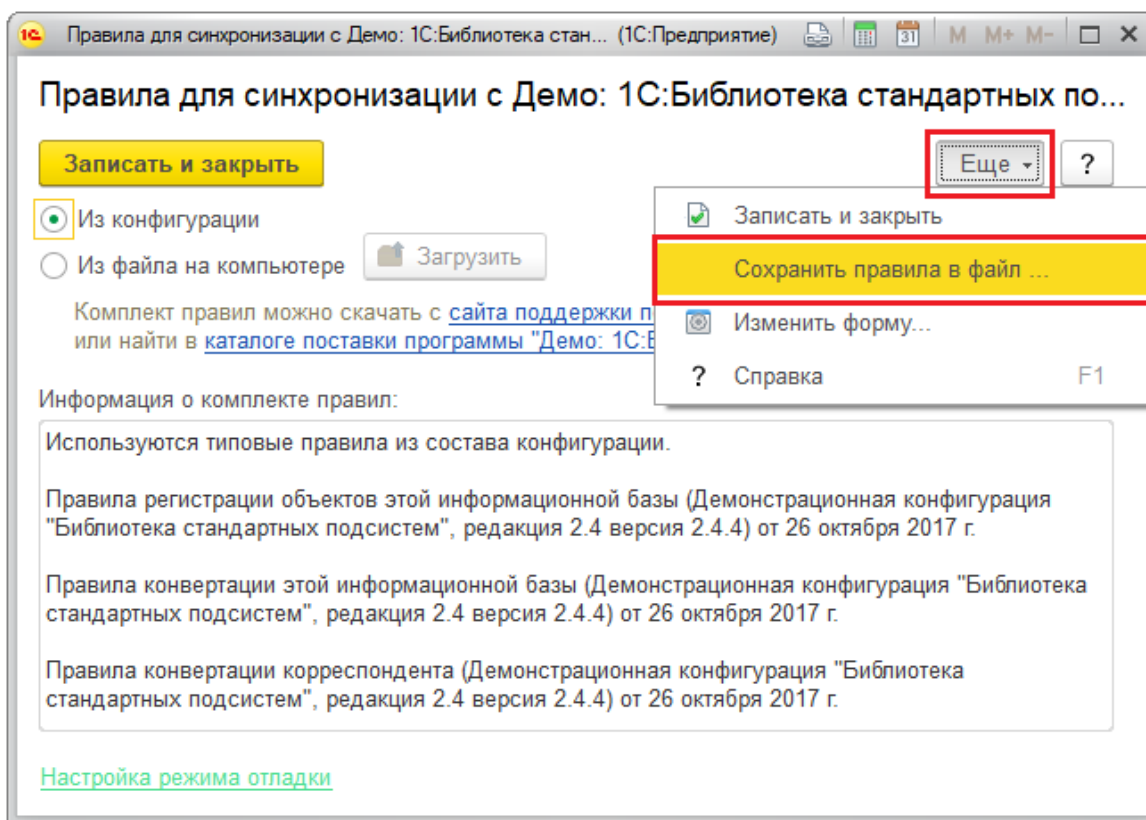 1С Правила для синхронизации с Демо: 1С:Библиотека стан... (1С:Предприятие) 31 M M+ M-
Правила для синхронизации с Демо: 1С:Библиотека стандартных по...
Записать и закрыть
Еще ?
Из конфигурации
Записать и закрыть
Из файла на компьютере Загрузить
Сохранить правила в файл ...
Комплект правил можно скачать с сайта поддержки
или найти в каталоге поставки программы "Демо: 1С:
Изменить форму...
? Справка F1
Информация о комплекте правил:
Используются типовые правила из состава конфигурации.
Правила регистрации объектов этой информационной базы (Демонстрационная конфигурация
"Библиотека стандартных подсистем", редакция 2.4 версия 2.4.4) от 26 октября 2017 г.
Правила конвертации этой информационной базы (Демонстрационная конфигурация "Библиотека
стандартных подсистем", редакция 2.4 версия 2.4.4) от 26 октября 2017 г.
Правила конвертации корреспондента (Демонстрационная конфигурация "Библиотека
стандартных подсистем", редакция 2.4 версия 2.4.4) от 26 октября 2017 г.
Настройка режима отладки